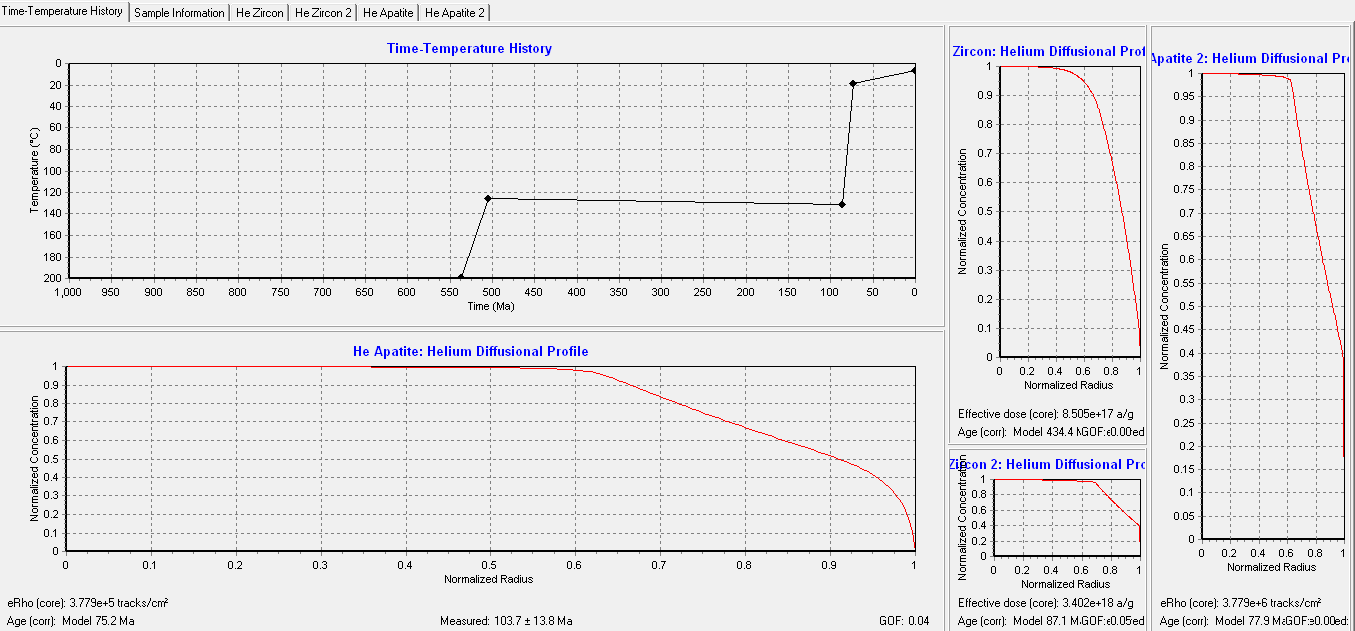 Time-Temperature History
Sample Information
He Zircon
He Zircon 2
He Apatite
He Apatite 2
Time-Temperature History
Temperature (°C)
0
20
40
60
80
100
120
140
160
180
200
1,000 950 900 850 800 750 700 650 600 550 500 450 400 350 300 250 200 150 100 50 0
Time (Ma)
He Apatite: Helium Diffusional Profile
Normalized Concentration
1
0.9
0.8
0.7
0.6
0.5
0.4
0.3
0.2
0.1
0
0 0.1 0.2 0.3 0.4 0.5 0.6 0.7 0.8 0.9 1
Normalized Radius
eRho (core): 3.779e+5 tracks/cm²
Age (corr): Model 75.2 Ma
Measured: 103.7 ± 13.8 Ma
GOF: 0.04
Zircon: Helium Diffusional Prof
Normalized Concentration
1
0.9
0.8
0.7
0.6
0.5
0.4
0.3
0.2
0.1
0
0 0.2 0.4 0.6 0.8 1
Normalized Radius
Effective dose (core): 8.505e+17 a/g
Age (corr): Model 434.4 MGOF: 0.00ed
Zircon 2: Helium Diffusional Pro
Normalized Concentration
1
0.8
0.6
0.4
0.2
0
0 0.2 0.4 0.6 0.8 1
Normalized Radius
Effective dose (core): 3.402e+18 a/g
Age (corr): Model 87.1 MGOF: 0.05ed
Apatite 2: Helium Diffusional Pr
Normalized Concentration
1
0.95
0.9
0.85
0.8
0.75
0.7
0.65
0.6
0.55
0.5
0.45
0.4
0.35
0.3
0.25
0.2
0.15
0.1
0.05
0
0 0.2 0.4 0.6 0.8 1
Normalized Radius
eRho (core): 3.779e+6 tracks/cm²
Age (corr): Model 77.9 MaGOF: 0.00ed: